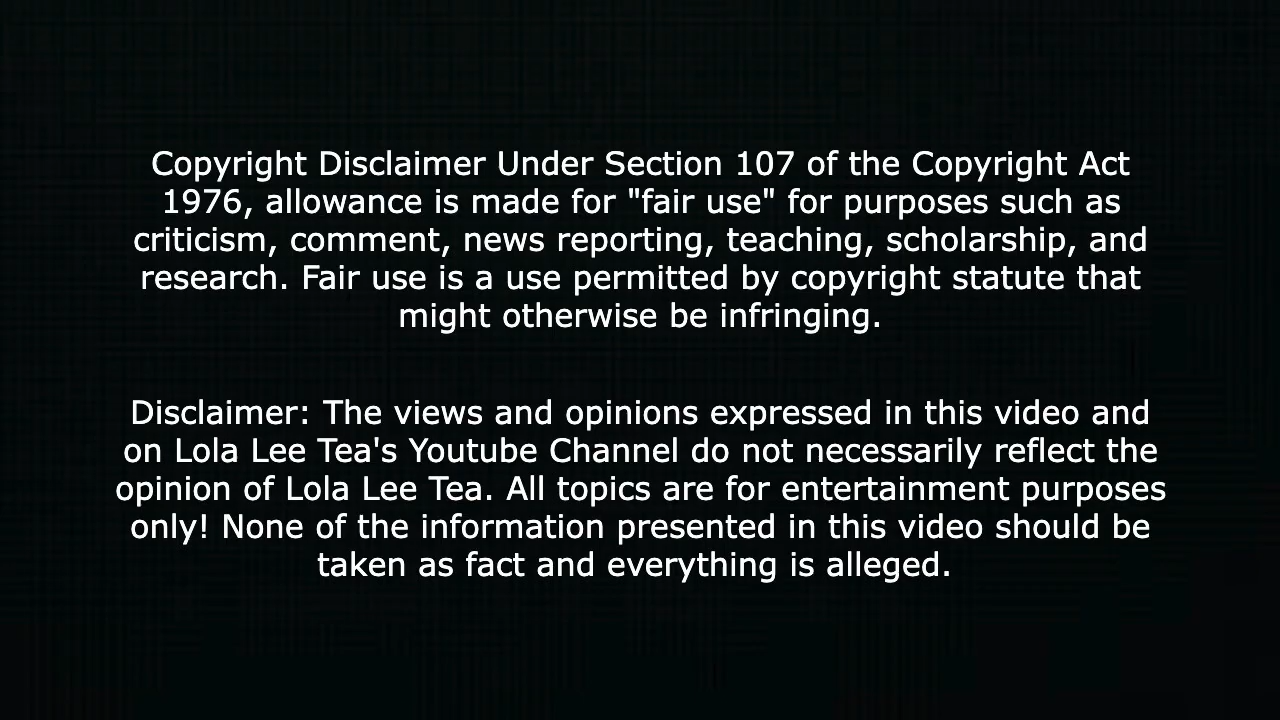 Copyright Disclaimer Under Section 107 of the Copyright Act
1976, allowance is made for "fair use" for purposes such as
criticism, comment, news reporting, teaching, scholarship, and
research. Fair use is a use permitted by copyright statute that
might otherwise be infringing.
Disclaimer: The views and opinions expressed in this video and
on Lola Lee Tea's Youtube Channel do not necessarily reflect the
opinion of Lola Lee Tea. All topics are for entertainment purposes
only! None of the information presented in this video should be
taken as fact and everything is alleged.